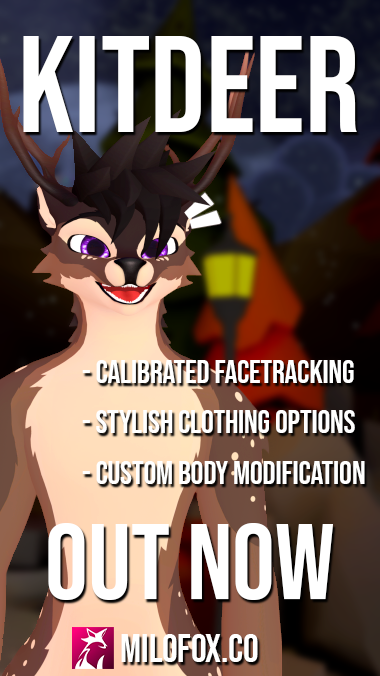 KITDEER
- CALIBRATED FACETRACKING
- STYLISH CLOTHING OPTIONS
- CUSTOM BODY MODIFICATION
OUT NOW
MILOFOX.CO